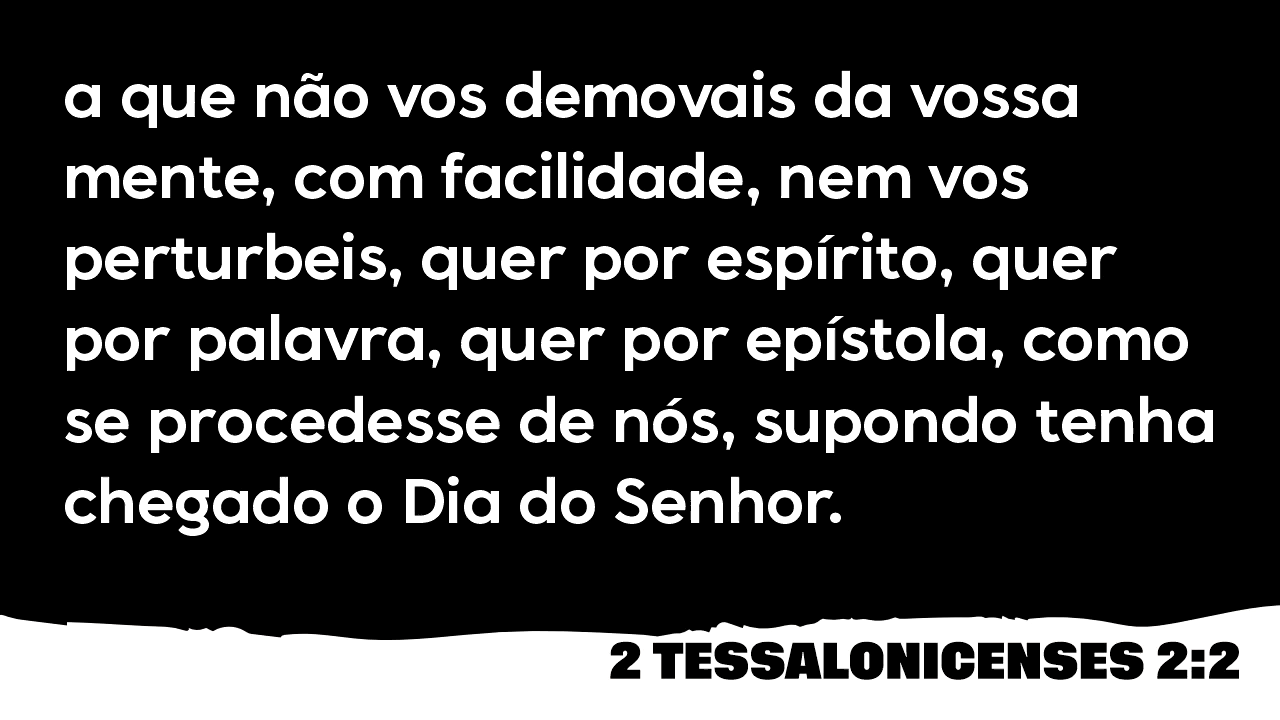 a que não vos demovais da vossa
mente, com facilidade, nem vos
perturbeis, quer por espírito, quer
por palavra, quer por epístola, como
se procedesse de nós, supondo tenha
chegado o Dia do Senhor.
2 TESSALONICENSES 2:2